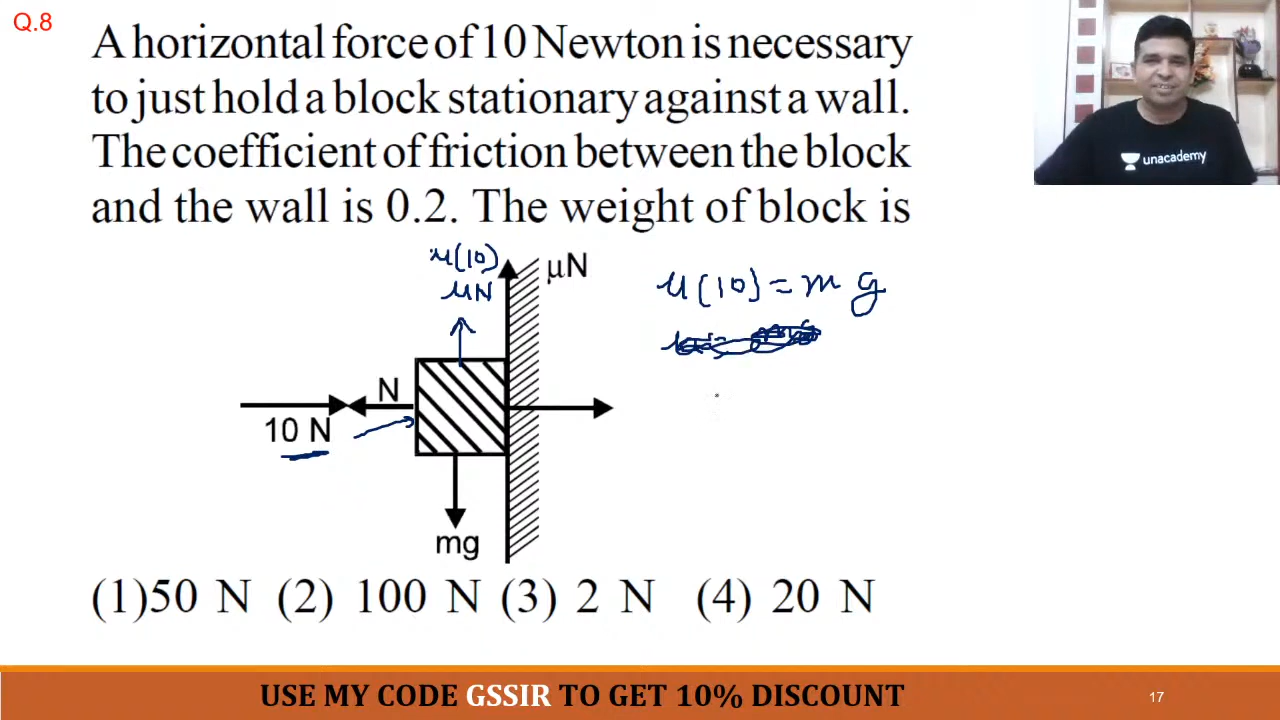 Q.8
A horizontal force of 10 Newton is necessary
to just hold a block stationary against a wall.
The coefficient of friction between the block
and the wall is 0.2. The weight of block is
unacademy
μ(10)
μN
μN
μ(10) = mg
N
10 N
mg
(1)50 N (2) 100 N (3) 2 N (4) 20 N
USE MY CODE GSSIR TO GET 10% DISCOUNT
17